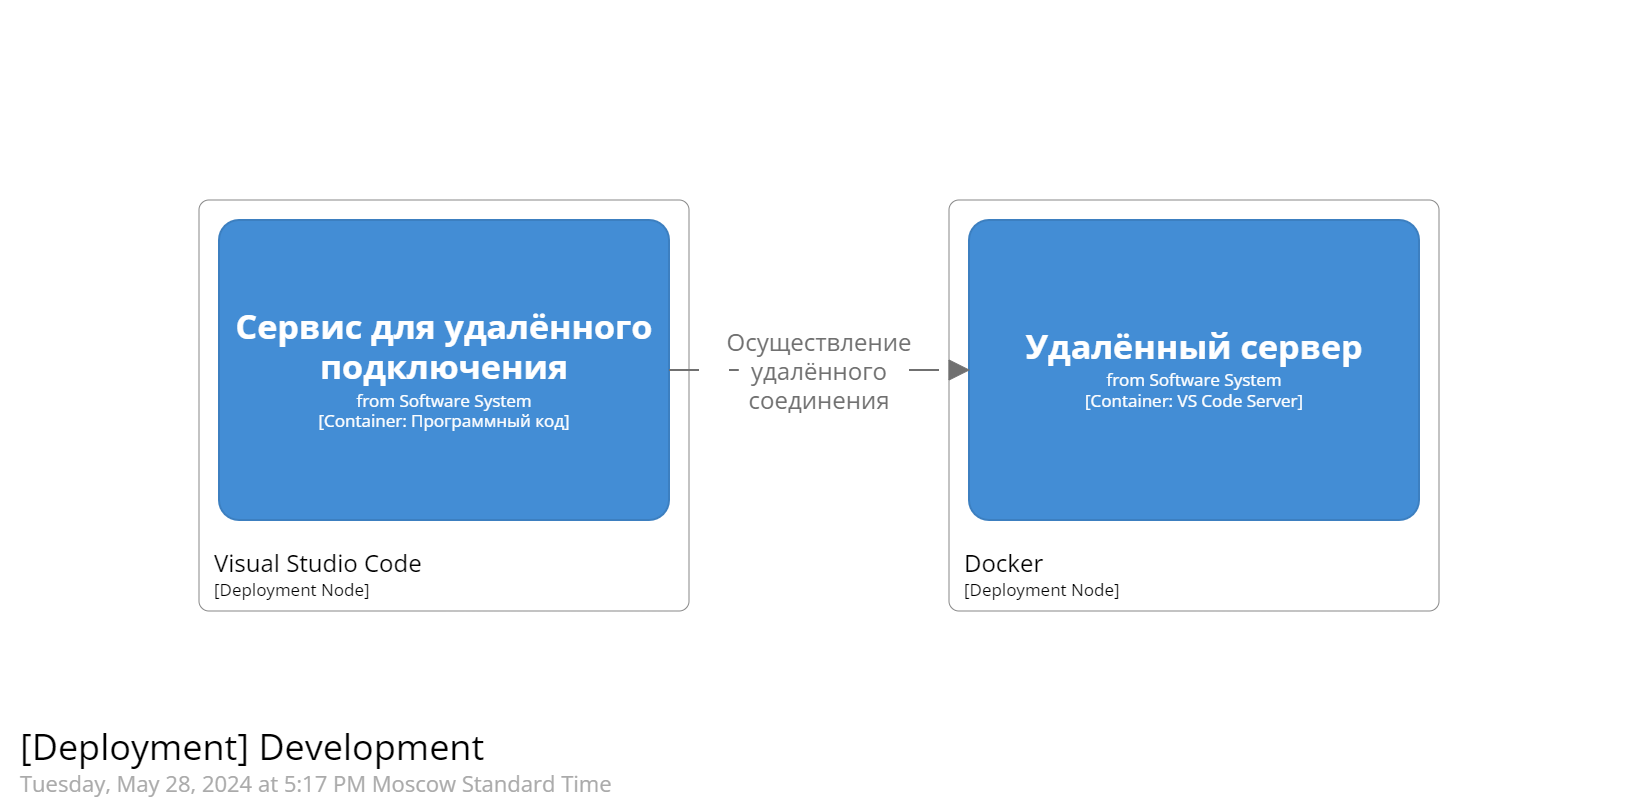 Сервис для удалённого
подключения
from Software System
[Container: Программный код]
Visual Studio Code
[Deployment Node]
Осуществление
удалённого
соединения
Удалённый сервер
from Software System
[Container: VS Code Server]
Docker
[Deployment Node]
[Deployment] Development
Tuesday, May 28, 2024 at 5:17 PM Moscow Standard Time